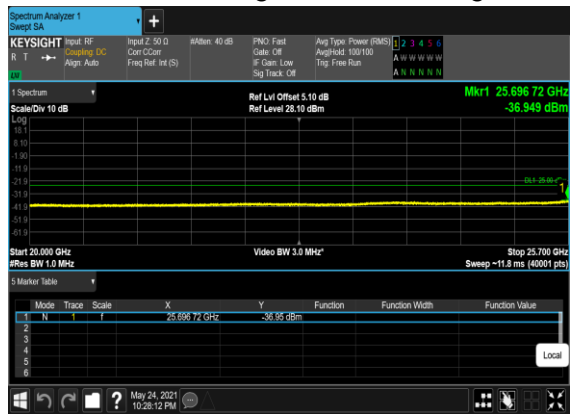 Spectrum Analyzer 1
Swept SA
+
KEYSIGHT
R T
LW
Input: RF
Coupling: DC
Align: Auto
Input Z: 50 Ω
Corr CCorr
Freq Ref: Int (S)
#Atten: 40 dB
PNO: Fast
Gate: Off
IF Gain: Low
Sig Track: Off
Avg Type: Power (RMS)
Avg|Hold: 100/100
Trig: Free Run
1 2 3 4 5 6
A W W W W W
A N N N N N
1 Spectrum
Scale/Div 10 dB
Ref Lvl Offset 5.10 dB
Ref Level 28.10 dBm
Mkr1 25.696 72 GHz
-36.949 dBm
Log
18.1
8.10
-1.90
-11.9
-21.9
-31.9
-41.9
-51.9
-61.9
DL1 -25.00
1
Start 20.000 GHz
#Res BW 1.0 MHz
Video BW 3.0 MHz*
Stop 25.700 GHz
Sweep ~11.8 ms (40001 pts)
5 Marker Table
Mode Trace Scale X Y Function Function Width Function Value
1 N 1 f 25.696 72 GHz -36.95 dBm
2
3
4
5
6
Local
? May 24, 2021
10:28:12 PM